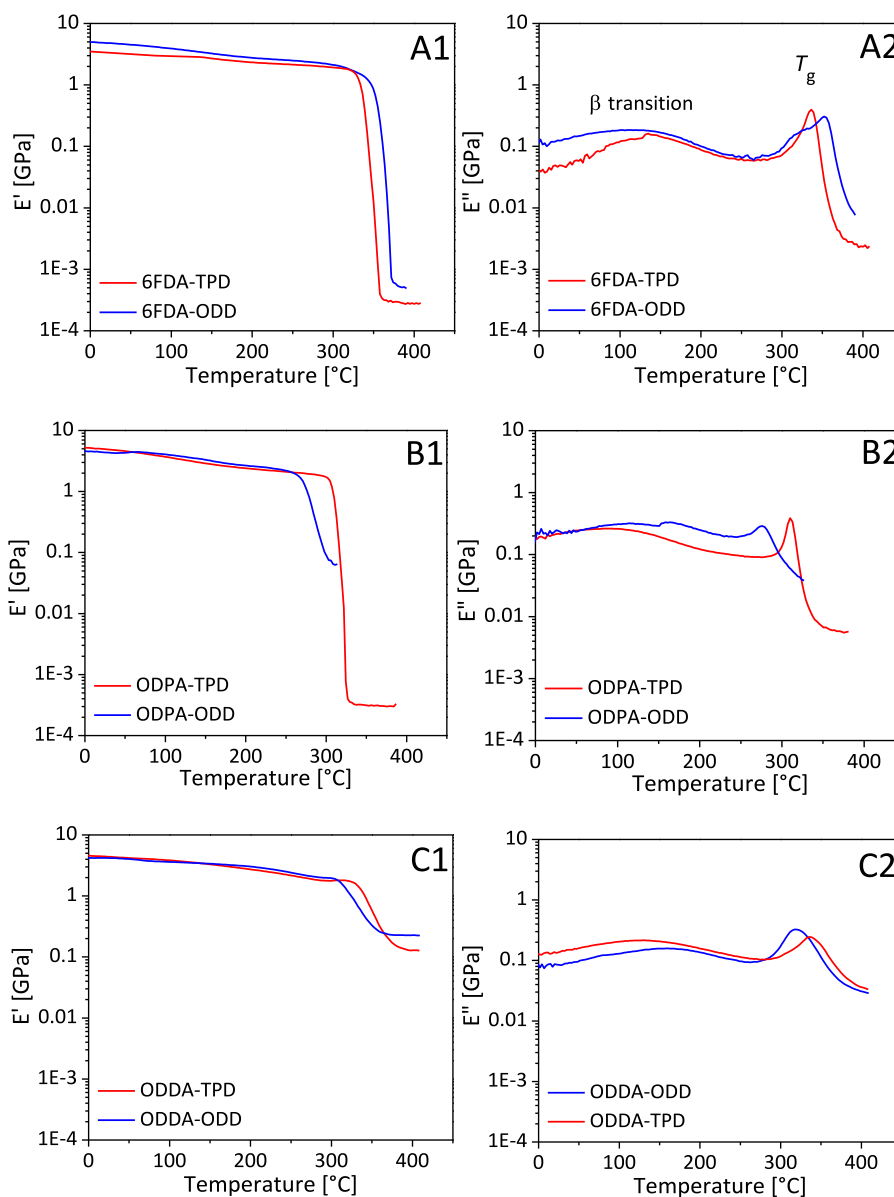 A1
10
1
0.1
0.01
1E-3
1E-4
E' [GPa]
6FDA-TPD
6FDA-ODD
0 100 200 300 400
Temperature [°C]
A2
Tg
β transition
10
1
0.1
0.01
1E-3
1E-4
E" [GPa]
6FDA-TPD
6FDA-ODD
0 100 200 300 400
Temperature [°C]
B1
10
1
0.1
0.01
1E-3
1E-4
E' [GPa]
ODPA-TPD
ODPA-ODD
0 100 200 300 400
Temperature [°C]
B2
10
1
0.1
0.01
1E-3
1E-4
E" [GPa]
ODPA-TPD
ODPA-ODD
0 100 200 300 400
Temperature [°C]
C1
10
1
0.1
0.01
1E-3
1E-4
E' [GPa]
ODDA-TPD
ODDA-ODD
0 100 200 300 400
Temperature [°C]
C2
10
1
0.1
0.01
1E-3
1E-4
E" [GPa]
ODDA-ODD
ODDA-TPD
0 100 200 300 400
Temperature [°C]